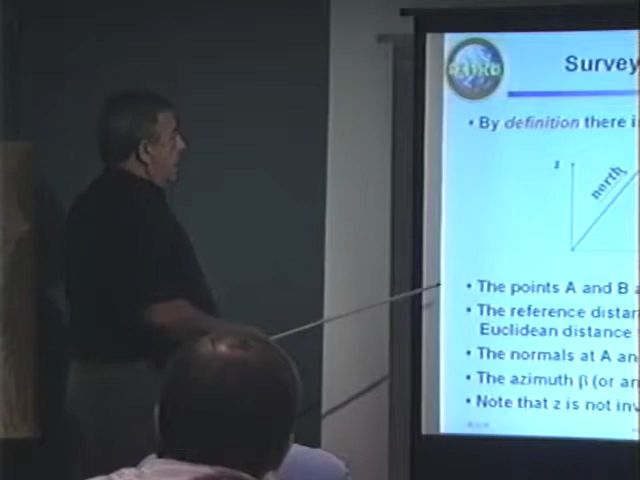 Survey
• By definition there i
z
north
• The points A and B a
• The reference distan
Euclidean distance
• The normals at A an
• The azimuth β (or an
• Note that z is not inv